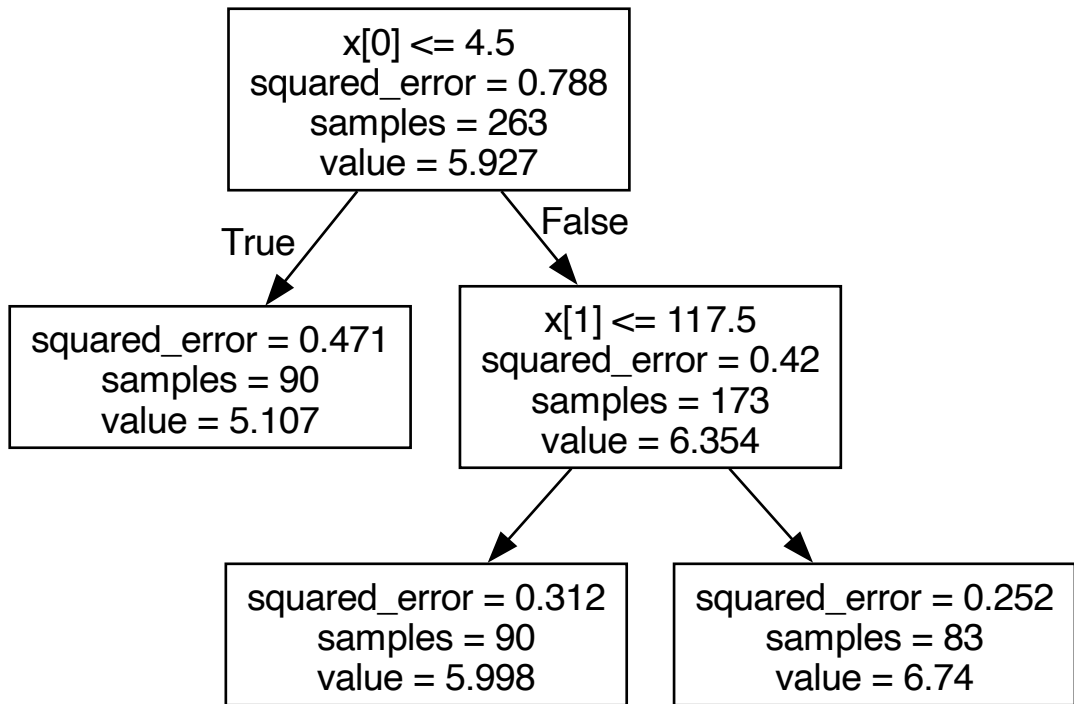 x[0] <= 4.5
squared_error = 0.788
samples = 263
value = 5.927
True
False
squared_error = 0.471
samples = 90
value = 5.107
x[1] <= 117.5
squared_error = 0.42
samples = 173
value = 6.354
squared_error = 0.312
samples = 90
value = 5.998
squared_error = 0.252
samples = 83
value = 6.74